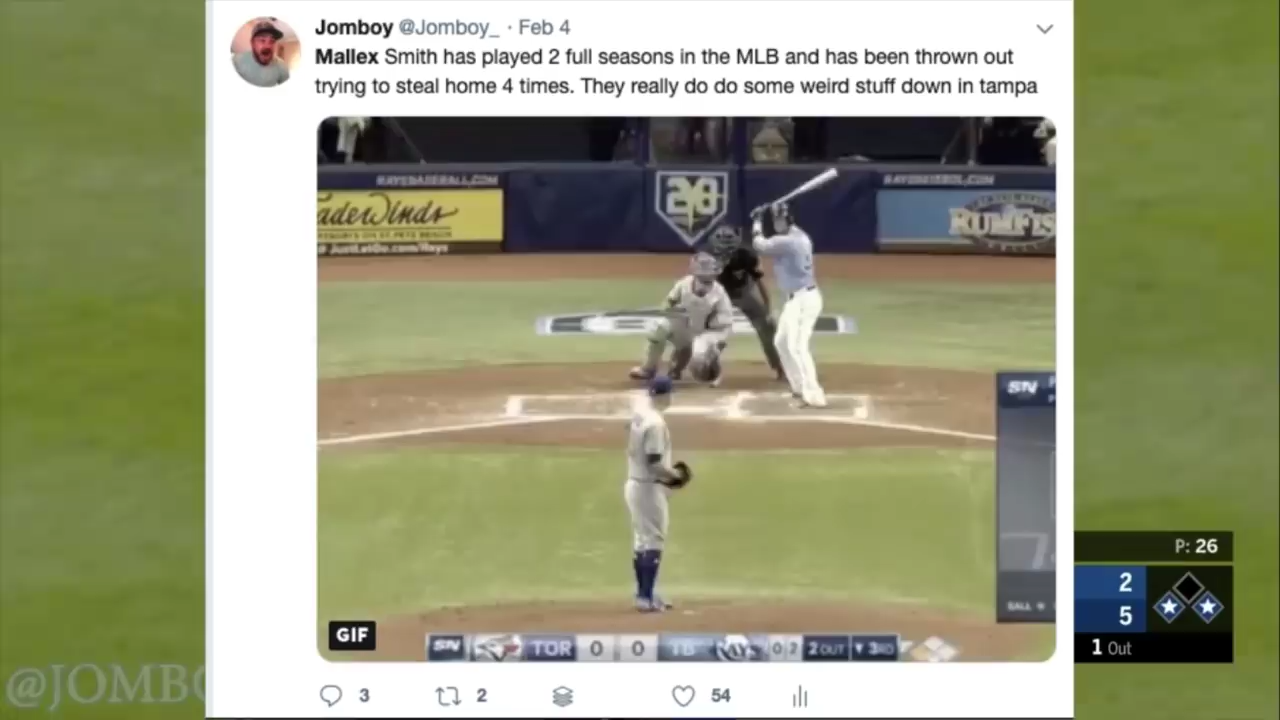 Jomboy @Jomboy_ · Feb 4
Mallex Smith has played 2 full seasons in the MLB and has been thrown out
trying to steal home 4 times. They really do do some weird stuff down in tampa
RAYSBASEBALL.COM
RAYSBASEBALL.COM
20
RUMFIS
SN
BALL
GIF
SN TOR 0 0 TB RAYS 0 2 2 OUT ▼ 3RD
P: 26
2
5
1 Out
@JOMBO
3 2 54